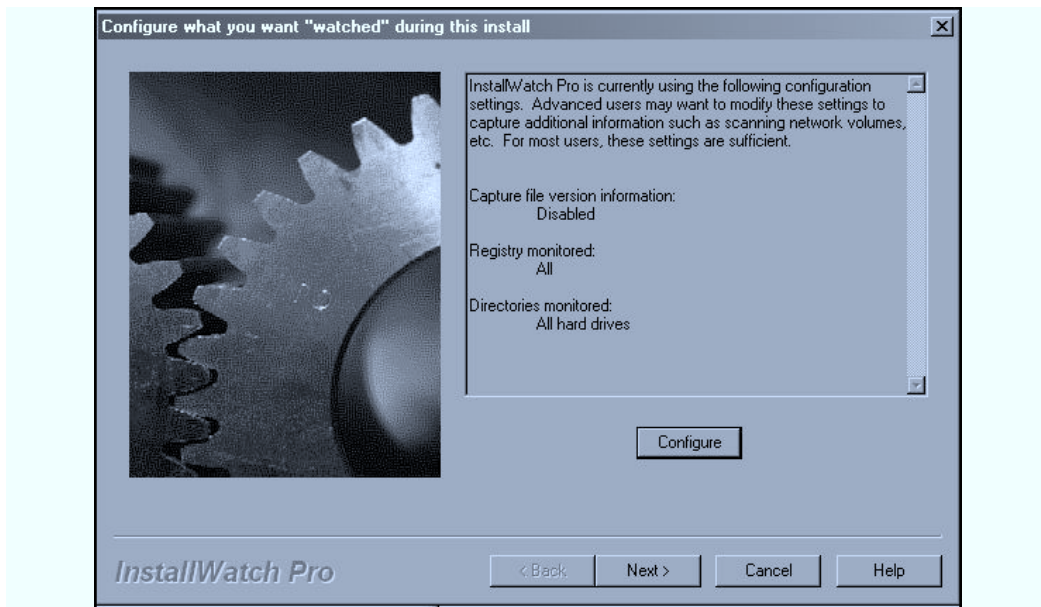 Configure what you want "watched" during this install
InstallWatch Pro is currently using the following configuration
settings. Advanced users may want to modify these settings to
capture additional information such as scanning network volumes,
etc. For most users, these settings are sufficient.
Capture file version information:
Disabled
Registry monitored:
All
Directories monitored:
All hard drives
Configure
InstallWatch Pro
< Back
Next >
Cancel
Help